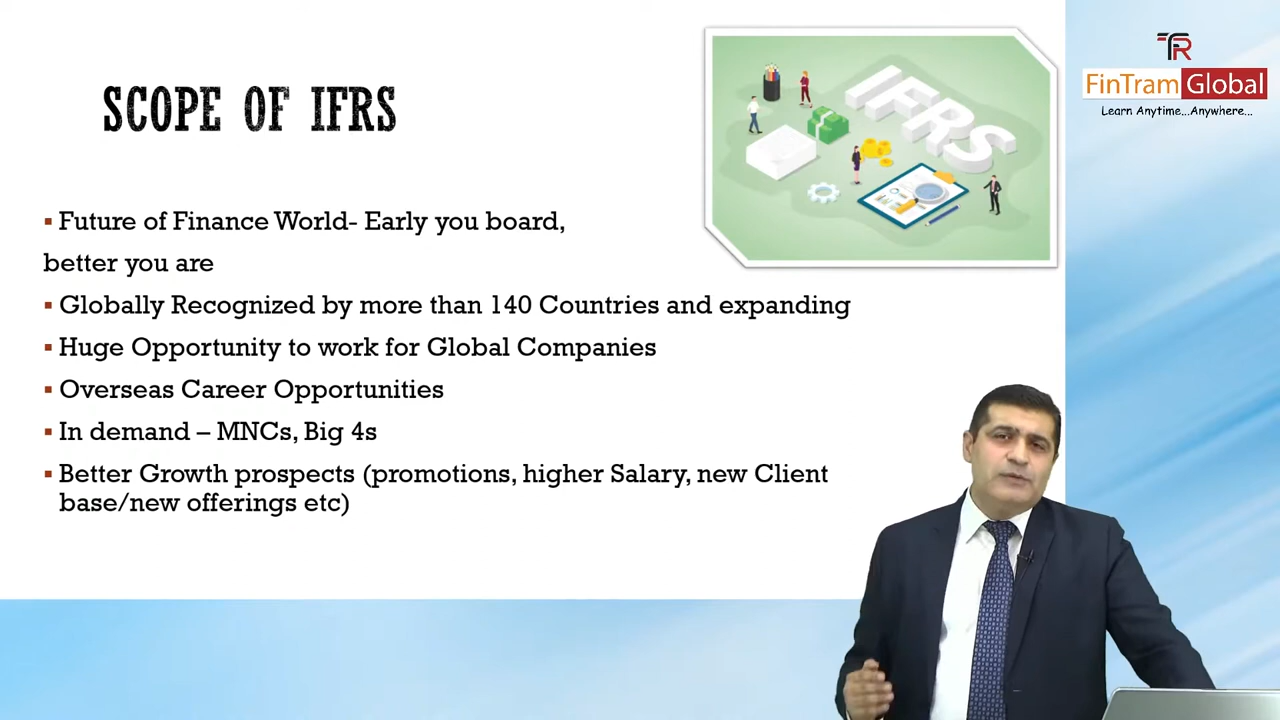 SCOPE OF IFRS
IFRS
TR
FinTram Global
Learn Anytime...Anywhere...
▪ Future of Finance World- Early you board,
better you are
▪ Globally Recognized by more than 140 Countries and expanding
▪ Huge Opportunity to work for Global Companies
▪ Overseas Career Opportunities
▪ In demand – MNCs, Big 4s
▪ Better Growth prospects (promotions, higher Salary, new Client
base/new offerings etc)